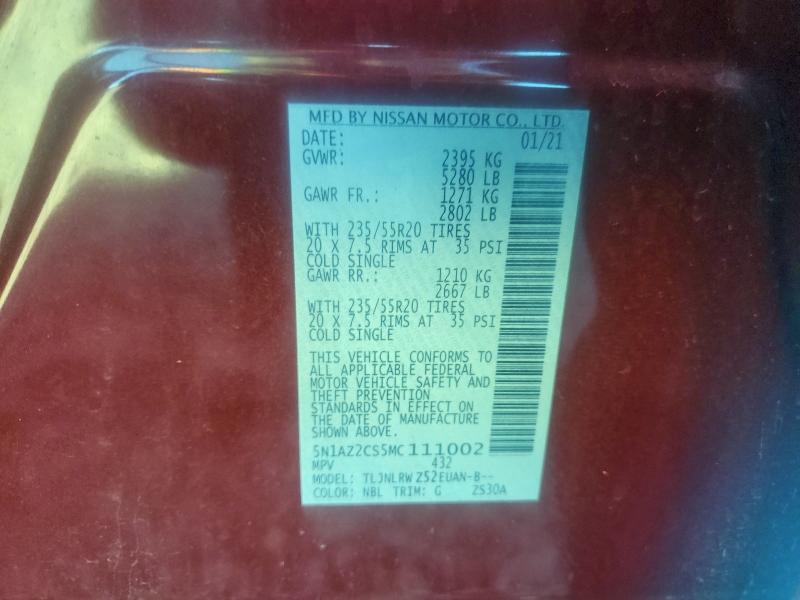 MFD BY NISSAN MOTOR CO., LTD.
DATE: 01/21
GVWR: 2395 KG
5280 LB
GAWR FR.: 1271 KG
2802 LB
WITH 235/55R20 TIRES
20 X 7.5 RIMS AT 35 PSI
COLD SINGLE
GAWR RR.: 1210 KG
2667 LB
WITH 235/55R20 TIRES
20 X 7.5 RIMS AT 35 PSI
COLD SINGLE
THIS VEHICLE CONFORMS TO
ALL APPLICABLE FEDERAL
MOTOR VEHICLE SAFETY AND
THEFT PREVENTION
STANDARDS IN EFFECT ON
THE DATE OF MANUFACTURE
SHOWN ABOVE.
5N1AZ2CS5MC111002
MPV 432
MODEL: TLJNLRW Z52EUAN-B--
COLOR: NBL TRIM: G ZS30A